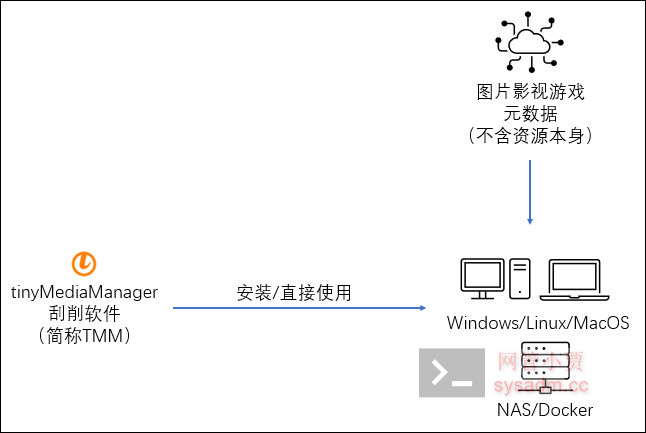 图片影视游戏
元数据
（不含资源本身）
tinyMediaManager
刮削软件
（简称TMM）
安装/直接使用
Windows/Linux/MacOS
网管小贾
sysadm.cc
NAS/Docker